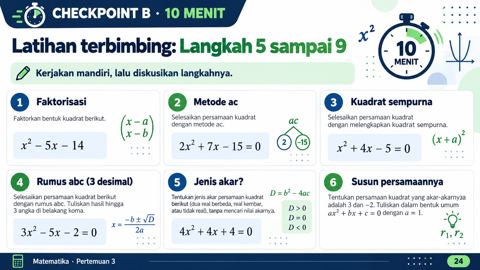 CHECKPOINT B · 10 MENIT
Latihan terbimbing: Langkah 5 sampai 9
Kerjakan mandiri, lalu diskusikan langkahnya.
x²
10
MENIT
1 Faktorisasi
Faktorkan bentuk kuadrat berikut.
x² − 5x − 14
(x − a)
(x − b)
2 Metode ac
Selesaikan persamaan kuadrat
dengan metode ac.
2x² + 7x − 15 = 0
ac
2 −15
3 Kuadrat sempurna
Selesaikan persamaan kuadrat
dengan melengkapkan kuadrat sempurna.
x² + 4x − 5 = 0
(x + a)²
4 Rumus abc (3 desimal)
Selesaikan persamaan kuadrat berikut
dengan rumus abc. Tuliskan hasil hingga
3 angka di belakang koma.
3x² − 5x − 2 = 0
x = −b ± √D / 2a
5 Jenis akar?
Tentukan jenis akar persamaan kuadrat
berikut (dua real berbeda, real kembar,
atau tidak real), tanpa mencari nilai akarnya.
4x² + 4x + 4 = 0
D = b² − 4ac
D > 0
D = 0
D < 0
6 Susun persamaannya
Tentukan persamaan kuadrat yang akar-akarnya
adalah 3 dan −2. Tuliskan dalam bentuk umum
ax² + bx + c = 0 dengan a = 1.
r₁, r₂
Matematika · Pertemuan 3
24